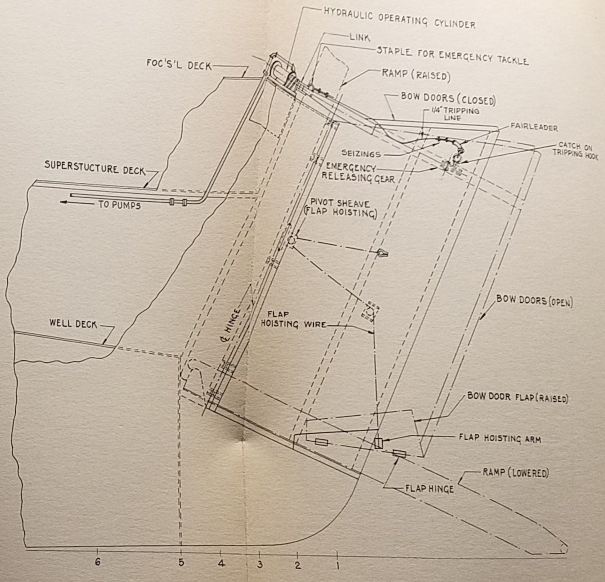 HYDRAULIC OPERATING CYLINDER
LINK
STAPLE FOR EMERGENCY TACKLE
FOC'S'L DECK
RAMP (RAISED)
BOW DOORS (CLOSED)
1/4" TRIPPING
LINE
FAIRLEADER
CATCH ON
TRIPPING HOOK
SEIZINGS
EMERGENCY
RELEASING GEAR
SUPERSTUCTURE DECK
TO PUMPS
PIVOT SHEAVE
(FLAP HOISTING)
BOW DOORS (OPEN)
WELL DECK
℄ HINGE
FLAP
HOISTING WIRE
BOW DOOR FLAP (RAISED)
FLAP HOISTING ARM
RAMP (LOWERED)
FLAP HINGE
6 5 4 3 2 1